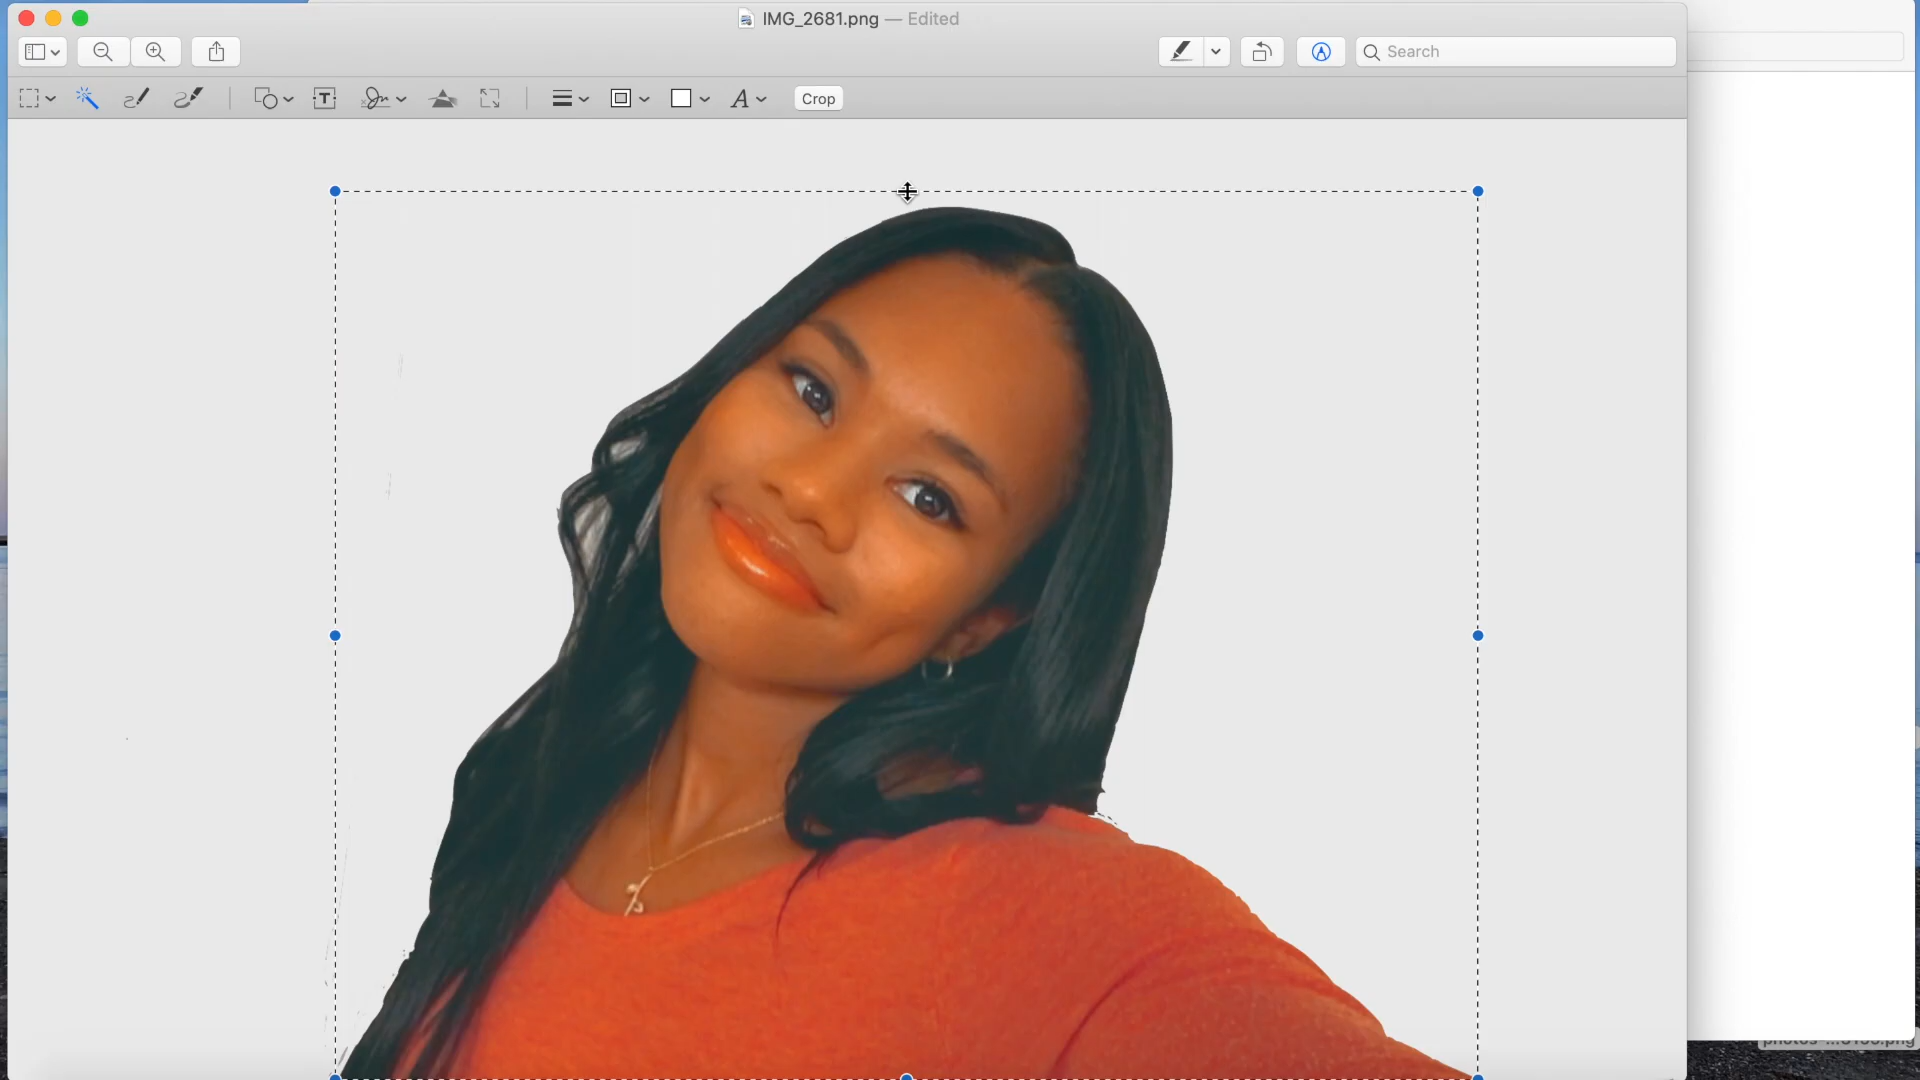 IMG_2681.png — Edited
Search
Crop